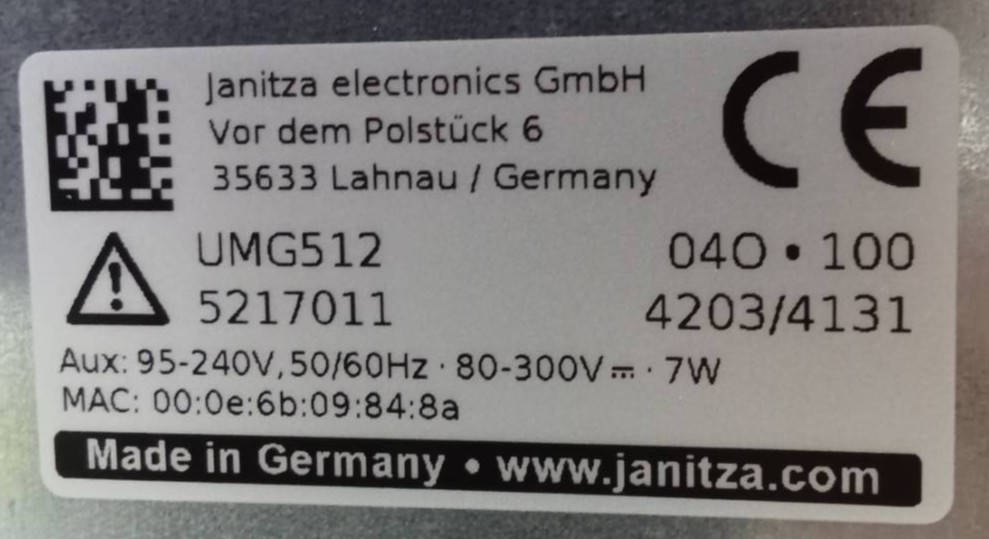 Janitza electronics GmbH
Vor dem Polstück 6
35633 Lahnau / Germany
CE
UMG512 04O • 100
5217011 4203/4131
Aux: 95-240V, 50/60Hz · 80-300V⎓ · 7W
MAC: 00:0e:6b:09:84:8a
Made in Germany • www.janitza.com